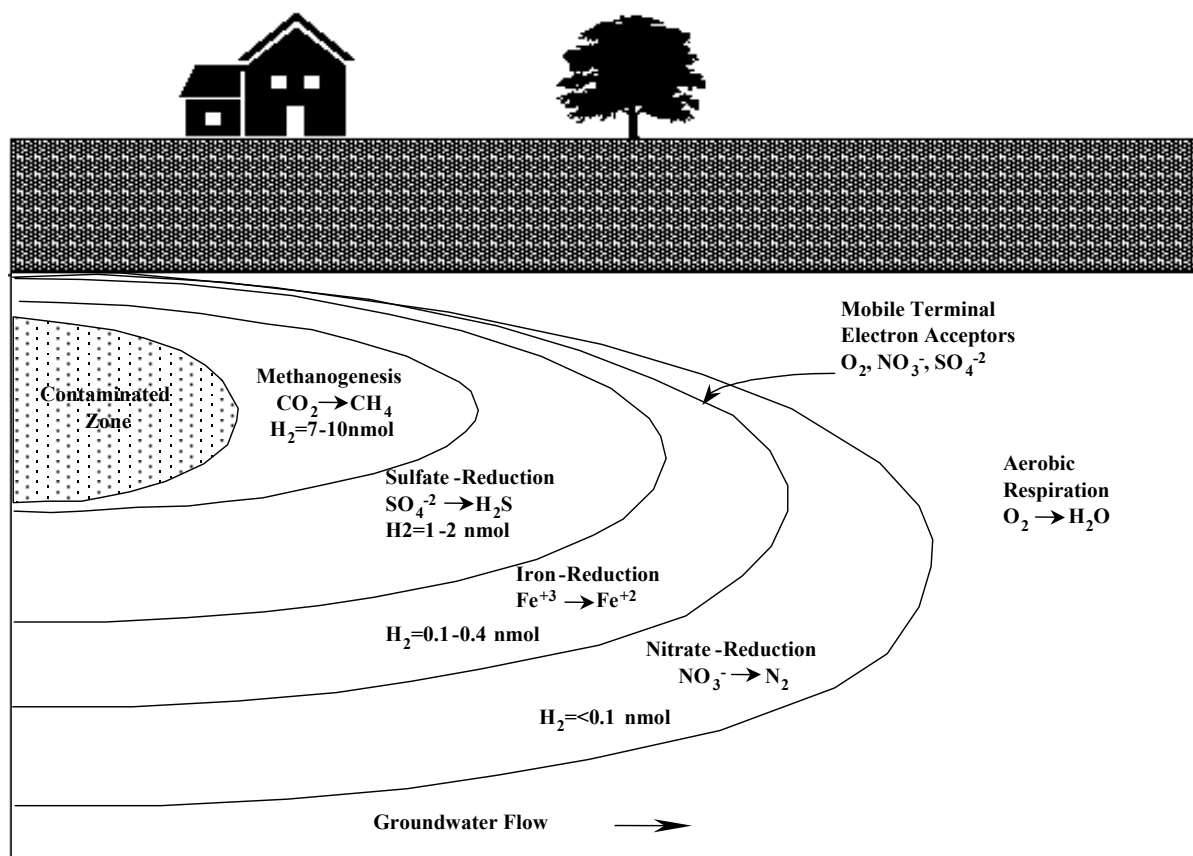 Mobile Terminal
Electron Acceptors
O₂, NO₃⁻, SO₄⁻²
Contaminated
Zone
Methanogenesis
CO₂→CH₄
H₂=7-10nmol
Sulfate-Reduction
SO₄⁻²→H₂S
H2=1-2 nmol
Aerobic
Respiration
O₂→H₂O
Iron-Reduction
Fe⁺³→Fe⁺²
H₂=0.1-0.4 nmol
Nitrate-Reduction
NO₃⁻→N₂
H₂=<0.1 nmol
Groundwater Flow →